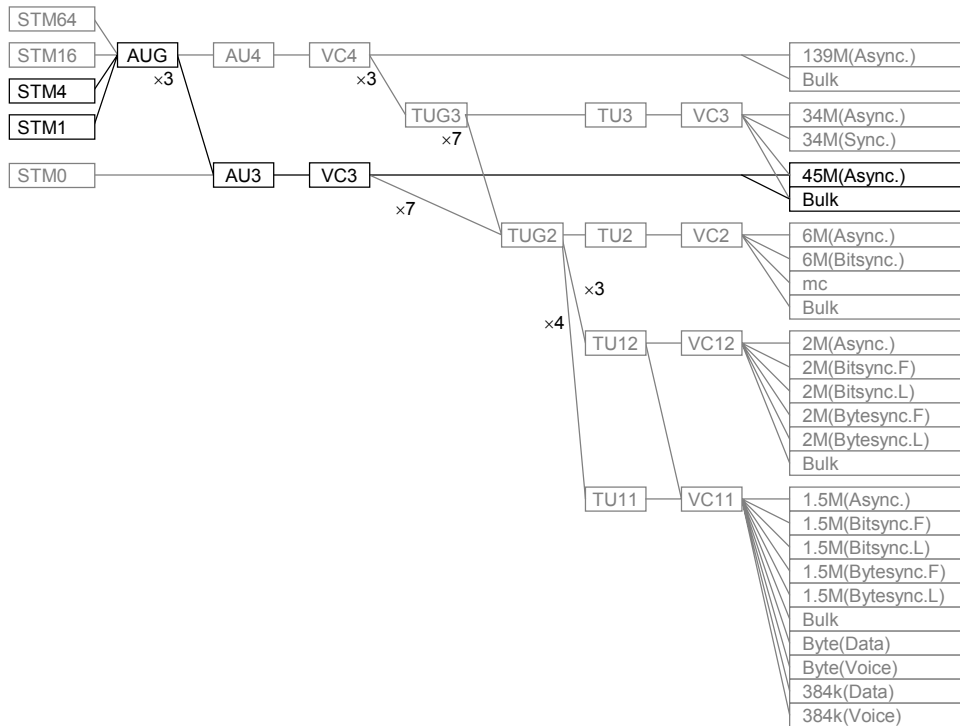 STM64
STM16 AUG AU4 VC4 139M(Async.)
×3 ×3 Bulk
STM4
TUG3 TU3 VC3 34M(Async.)
STM1
×7 34M(Sync.)
STM0 AU3 VC3 45M(Async.)
Bulk
×7
TUG2 TU2 VC2 6M(Async.)
6M(Bitsync.)
×3 mc
Bulk
×4
TU12 VC12 2M(Async.)
2M(Bitsync.F)
2M(Bitsync.L)
2M(Bytesync.F)
2M(Bytesync.L)
Bulk
TU11 VC11 1.5M(Async.)
1.5M(Bitsync.F)
1.5M(Bitsync.L)
1.5M(Bytesync.F)
1.5M(Bytesync.L)
Bulk
Byte(Data)
Byte(Voice)
384k(Data)
384k(Voice)